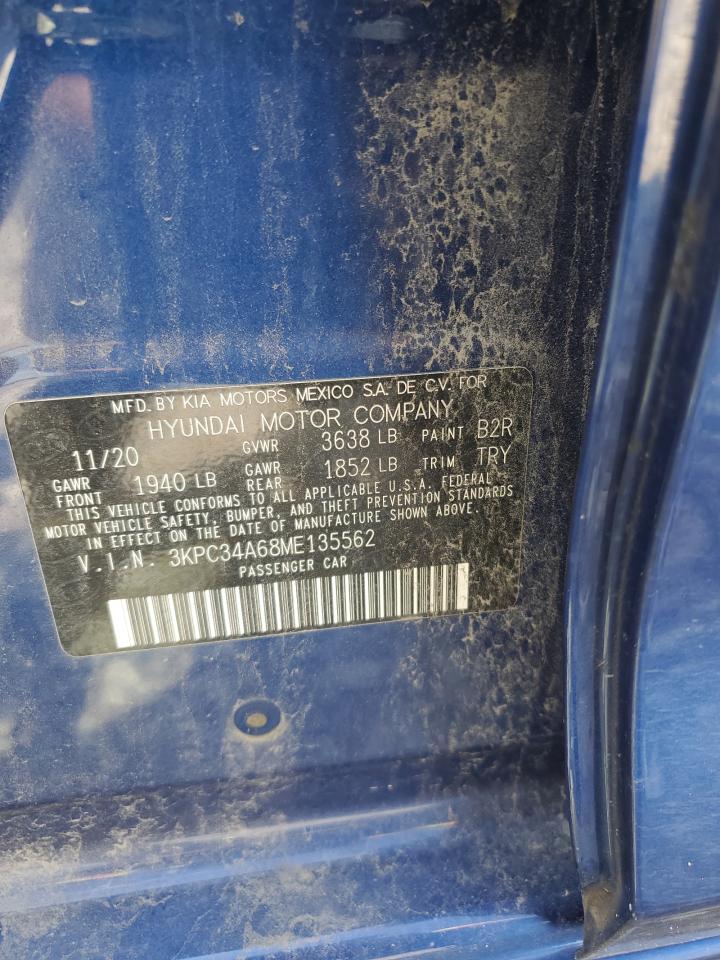 MFD. BY KIA MOTORS MEXICO S.A. DE C.V. FOR
HYUNDAI MOTOR COMPANY
11/20 GVWR 3638 LB PAINT B2R
GAWR FRONT 1940 LB GAWR REAR 1852 LB TRIM TRY
THIS VEHICLE CONFORMS TO ALL APPLICABLE U.S.A. FEDERAL
MOTOR VEHICLE SAFETY, BUMPER, AND THEFT PREVENTION STANDARDS
IN EFFECT ON THE DATE OF MANUFACTURE SHOWN ABOVE.
V.I.N. 3KPC34A68ME135562
PASSENGER CAR